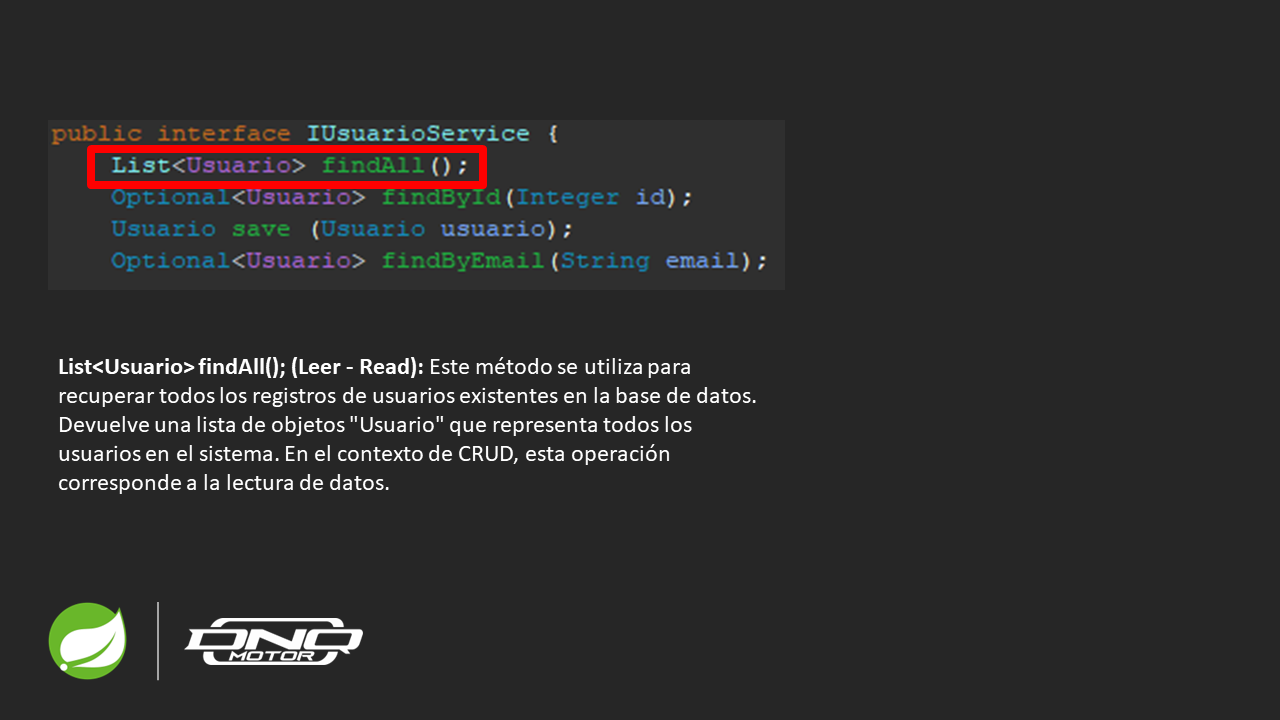 public interface IUsuarioService {
List<Usuario> findAll();
Optional<Usuario> findById(Integer id);
Usuario save (Usuario usuario);
Optional<Usuario> findByEmail(String email);
List<Usuario> findAll(); (Leer - Read): Este método se utiliza para
recuperar todos los registros de usuarios existentes en la base de datos.
Devuelve una lista de objetos "Usuario" que representa todos los
usuarios en el sistema. En el contexto de CRUD, esta operación
corresponde a la lectura de datos.
DNQ
MOTOR